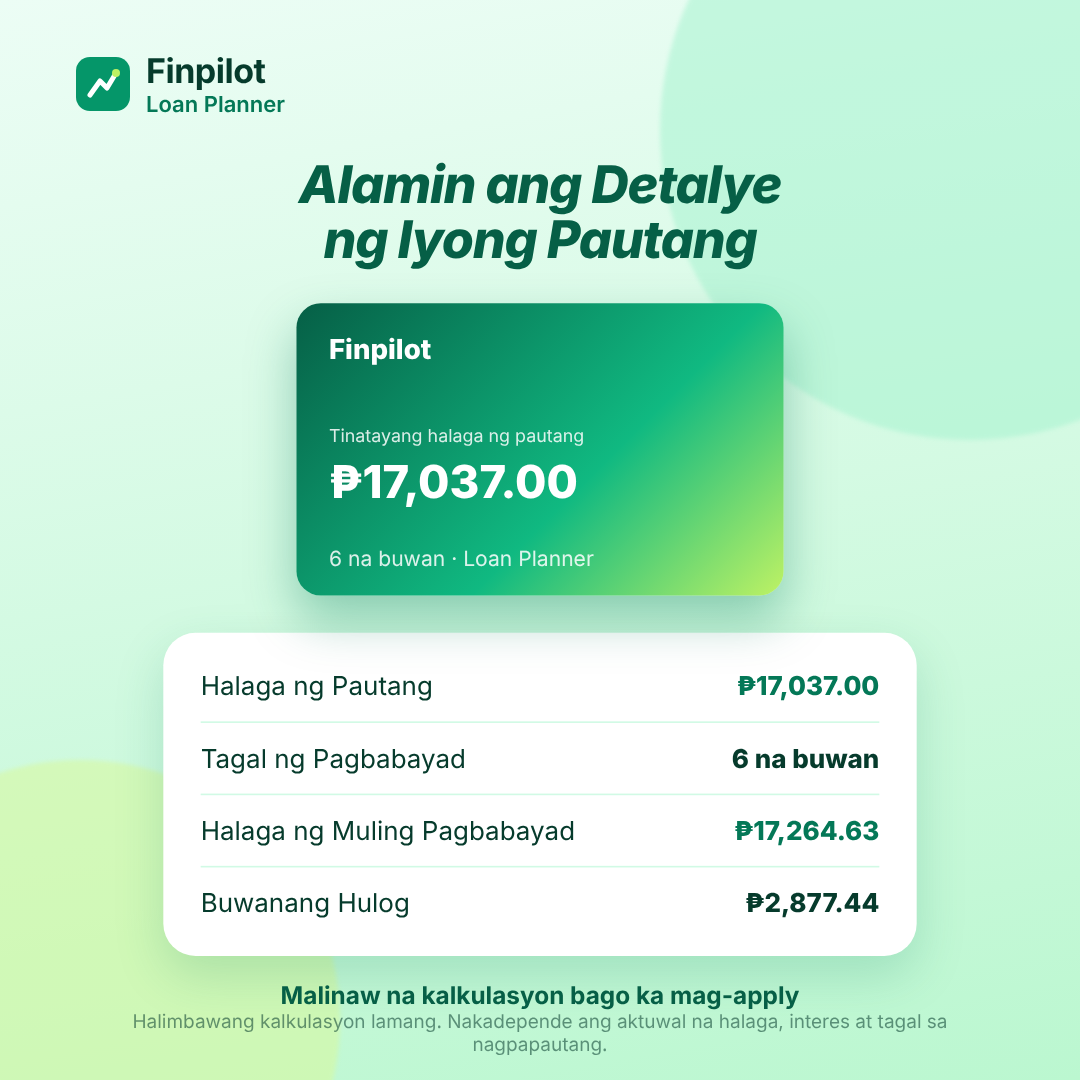 Finpilot
Loan Planner
Alamin ang Detalye
ng Iyong Pautang
Finpilot
Tinatayang halaga ng pautang
₱17,037.00
6 na buwan · Loan Planner
Halaga ng Pautang ₱17,037.00
Tagal ng Pagbabayad 6 na buwan
Halaga ng Muling Pagbabayad ₱17,264.63
Buwanang Hulog ₱2,877.44
Malinaw na kalkulasyon bago ka mag-apply
Halimbawang kalkulasyon lamang. Nakadepende ang aktuwal na halaga, interes at tagal sa
nagpapautang.